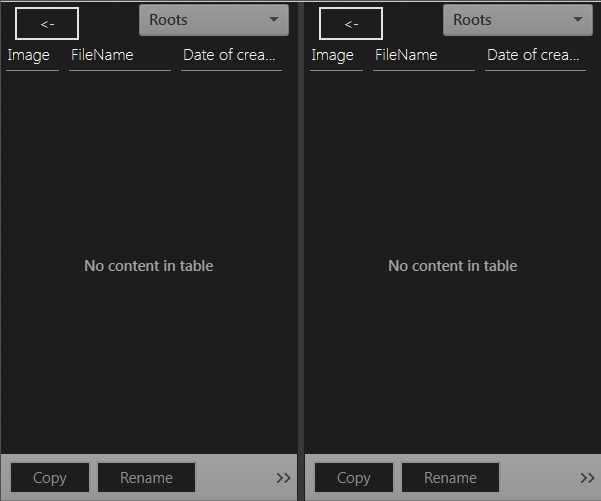 <- Roots
Image FileName Date of crea...
No content in table
Copy Rename >>
<- Roots
Image FileName Date of crea...
No content in table
Copy Rename >>